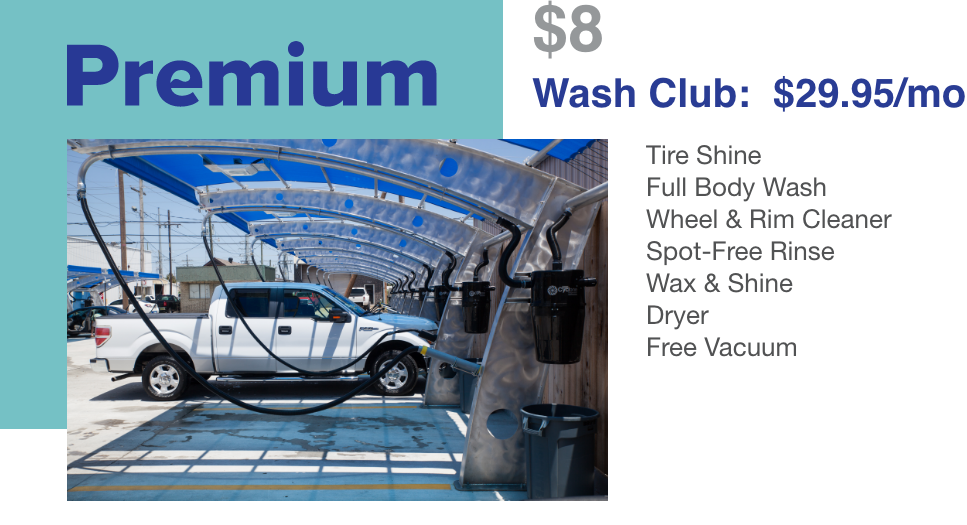 Premium
$8
Wash Club: $29.95/mo
Tire Shine
Full Body Wash
Wheel & Rim Cleaner
Spot-Free Rinse
Wax & Shine
Dryer
Free Vacuum